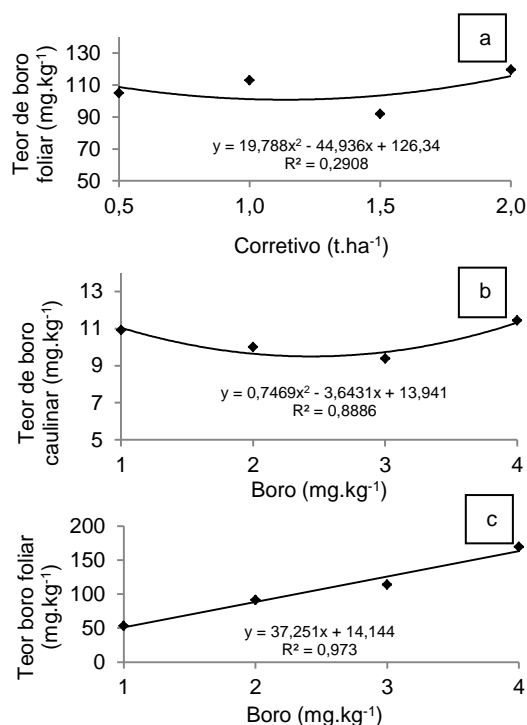 a
Teor de boro
foliar (mg.kg⁻¹)
130
110
90
70
50
y = 19,788x² - 44,936x + 126,34
R² = 0,2908
0,5 1,0 1,5 2,0
Corretivo (t.ha⁻¹)
b
Teor de boro
caulinar (mg.kg⁻¹)
13
11
9
7
5
y = 0,7469x² - 3,6431x + 13,941
R² = 0,8886
1 2 3 4
Boro (mg.kg⁻¹)
c
Teor boro foliar
(mg.kg⁻¹)
200
150
100
50
0
y = 37,251x + 14,144
R² = 0,973
1 2 3 4
Boro (mg.kg⁻¹)